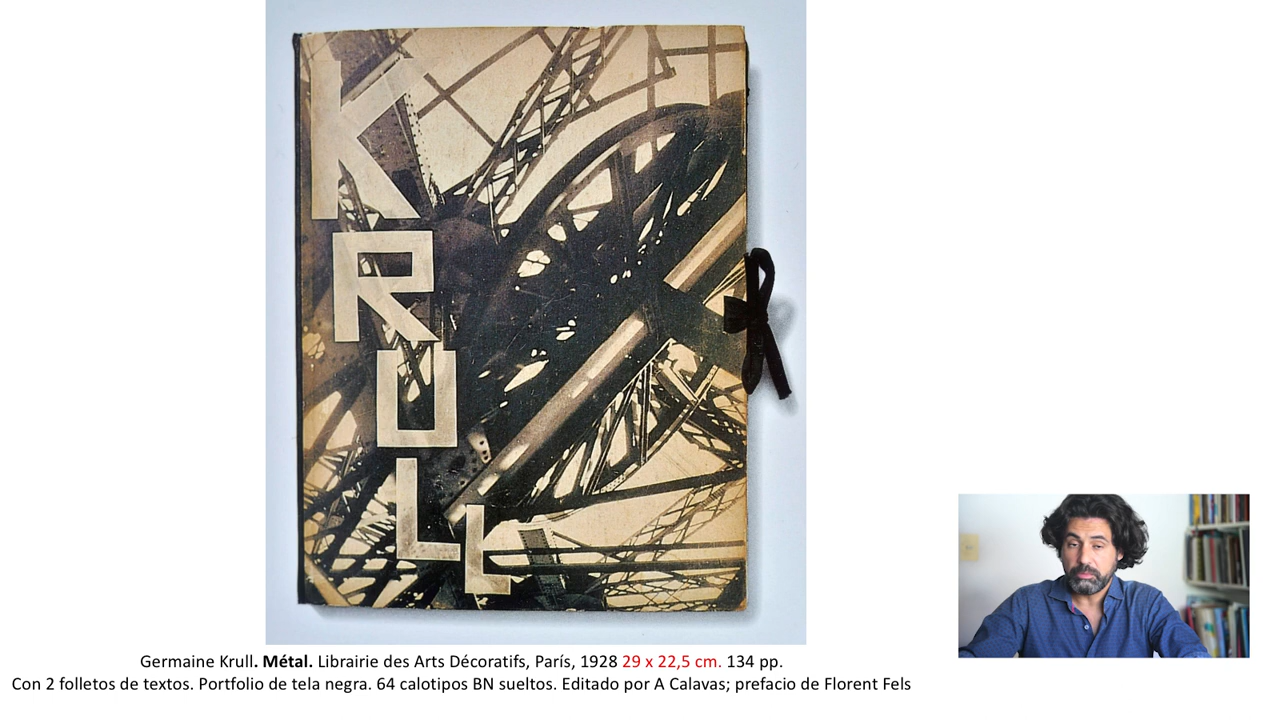 KRULL
Germaine Krull. Métal. Librairie des Arts Décoratifs, París, 1928 29 x 22,5 cm. 134 pp.
Con 2 folletos de textos. Portfolio de tela negra. 64 calotipos BN sueltos. Editado por A Calavas; prefacio de Florent Fels